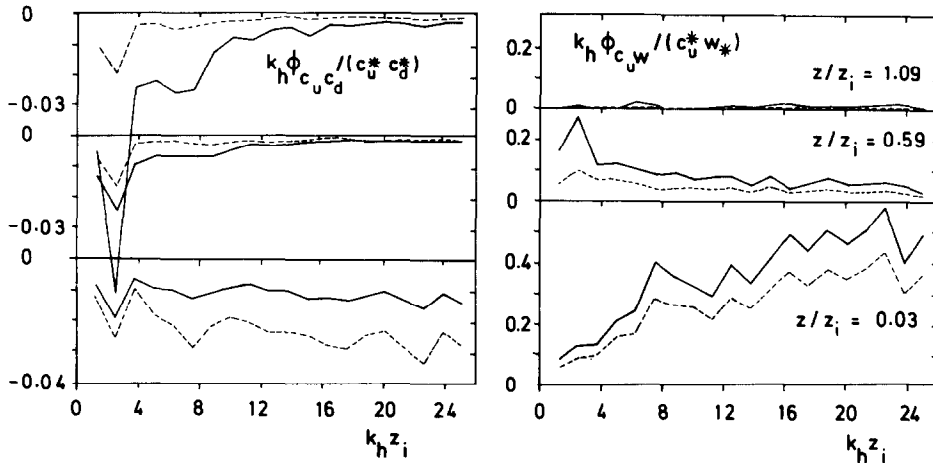 0
-0.03
0
-0.03
0
-0.04
k_h ϕ_{c_u c_d}/(c_u^* c_d^*)
0 4 8 12 16 20 24
k_h z_i
0.2
0
0.2
0
0.4
0.2
0
k_h ϕ_{c_u w}/(c_u^* w_*)
z/z_i = 1.09
z/z_i = 0.59
z/z_i = 0.03
0 4 8 12 16 20 24
k_h z_i